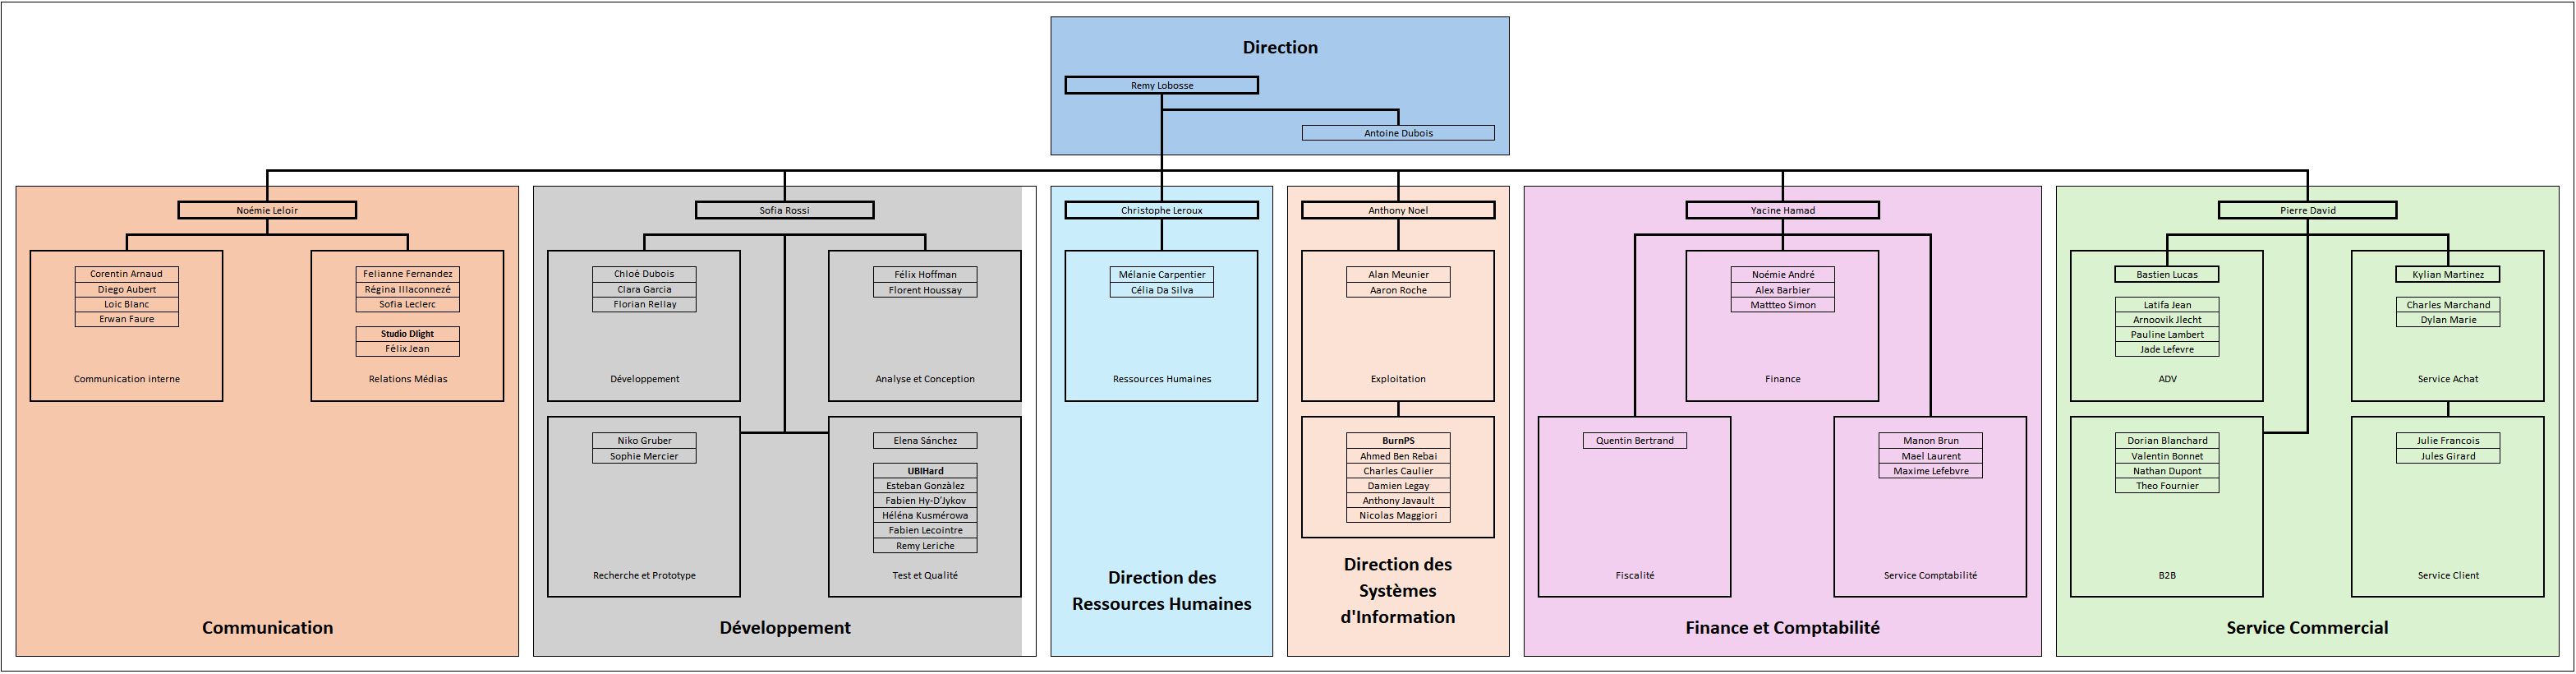 Direction
Remy Lobosse
Antoine Dubois
Noémie Leloir
Corentin Arnaud
Diego Aubert
Loic Blanc
Erwan Faure
Communication interne
Felianne Fernandez
Régina Illaconnezé
Sofia Leclerc
Studio Dlight
Félix Jean
Relations Médias
Communication
Sofia Rossi
Chloê Dubois
Clara Garcia
Florian Rellay
Développement
Félix Hoffman
Florent Houssay
Analyse et Conception
Niko Gruber
Sophie Mercier
Recherche et Prototype
Elena Sánchez
UBIHard
Esteban Gonzàlez
Fabien Hy-D'Jykov
Héléna Kusmérowa
Fabien Lecointre
Remy Leriche
Test et Qualité
Développement
Christophe Leroux
Mélanie Carpentier
Célia Da Silva
Ressources Humaines
Direction des
Ressources Humaines
Anthony Noel
Alan Meunier
Aaron Roche
Exploitation
BurnPS
Ahmed Ben Rebai
Charles Caulier
Damien Legay
Anthony Javault
Nicolas Maggiori
Direction des
Systèmes
d'Information
Yacine Hamad
Noémie André
Alex Barbier
Mattteo Simon
Finance
Quentin Bertrand
Fiscalité
Manon Brun
Mael Laurent
Maxime Lefebvre
Service Comptabilité
Finance et Comptabilité
Pierre David
Bastien Lucas
Latifa Jean
Arnoovik Jlecht
Pauline Lambert
Jade Lefevre
ADV
Kylian Martinez
Charles Marchand
Dylan Marie
Service Achat
Dorian Blanchard
Valentin Bonnet
Nathan Dupont
Theo Fournier
B2B
Julie Francois
Jules Girard
Service Client
Service Commercial